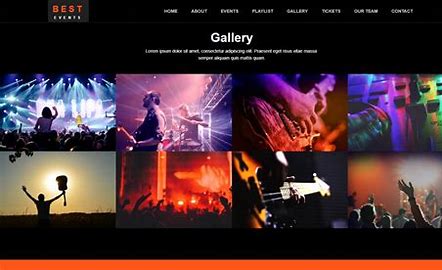 BEST
EVENTS
HOME ABOUT EVENTS PLAYLIST GALLERY TICKETS OUR TEAM CONTACT
Gallery
Lorem ipsum dolor sit amet, consectetur adipiscing elit. Praesent eget risus vitae massa
semper aliquam quis mattis quam.